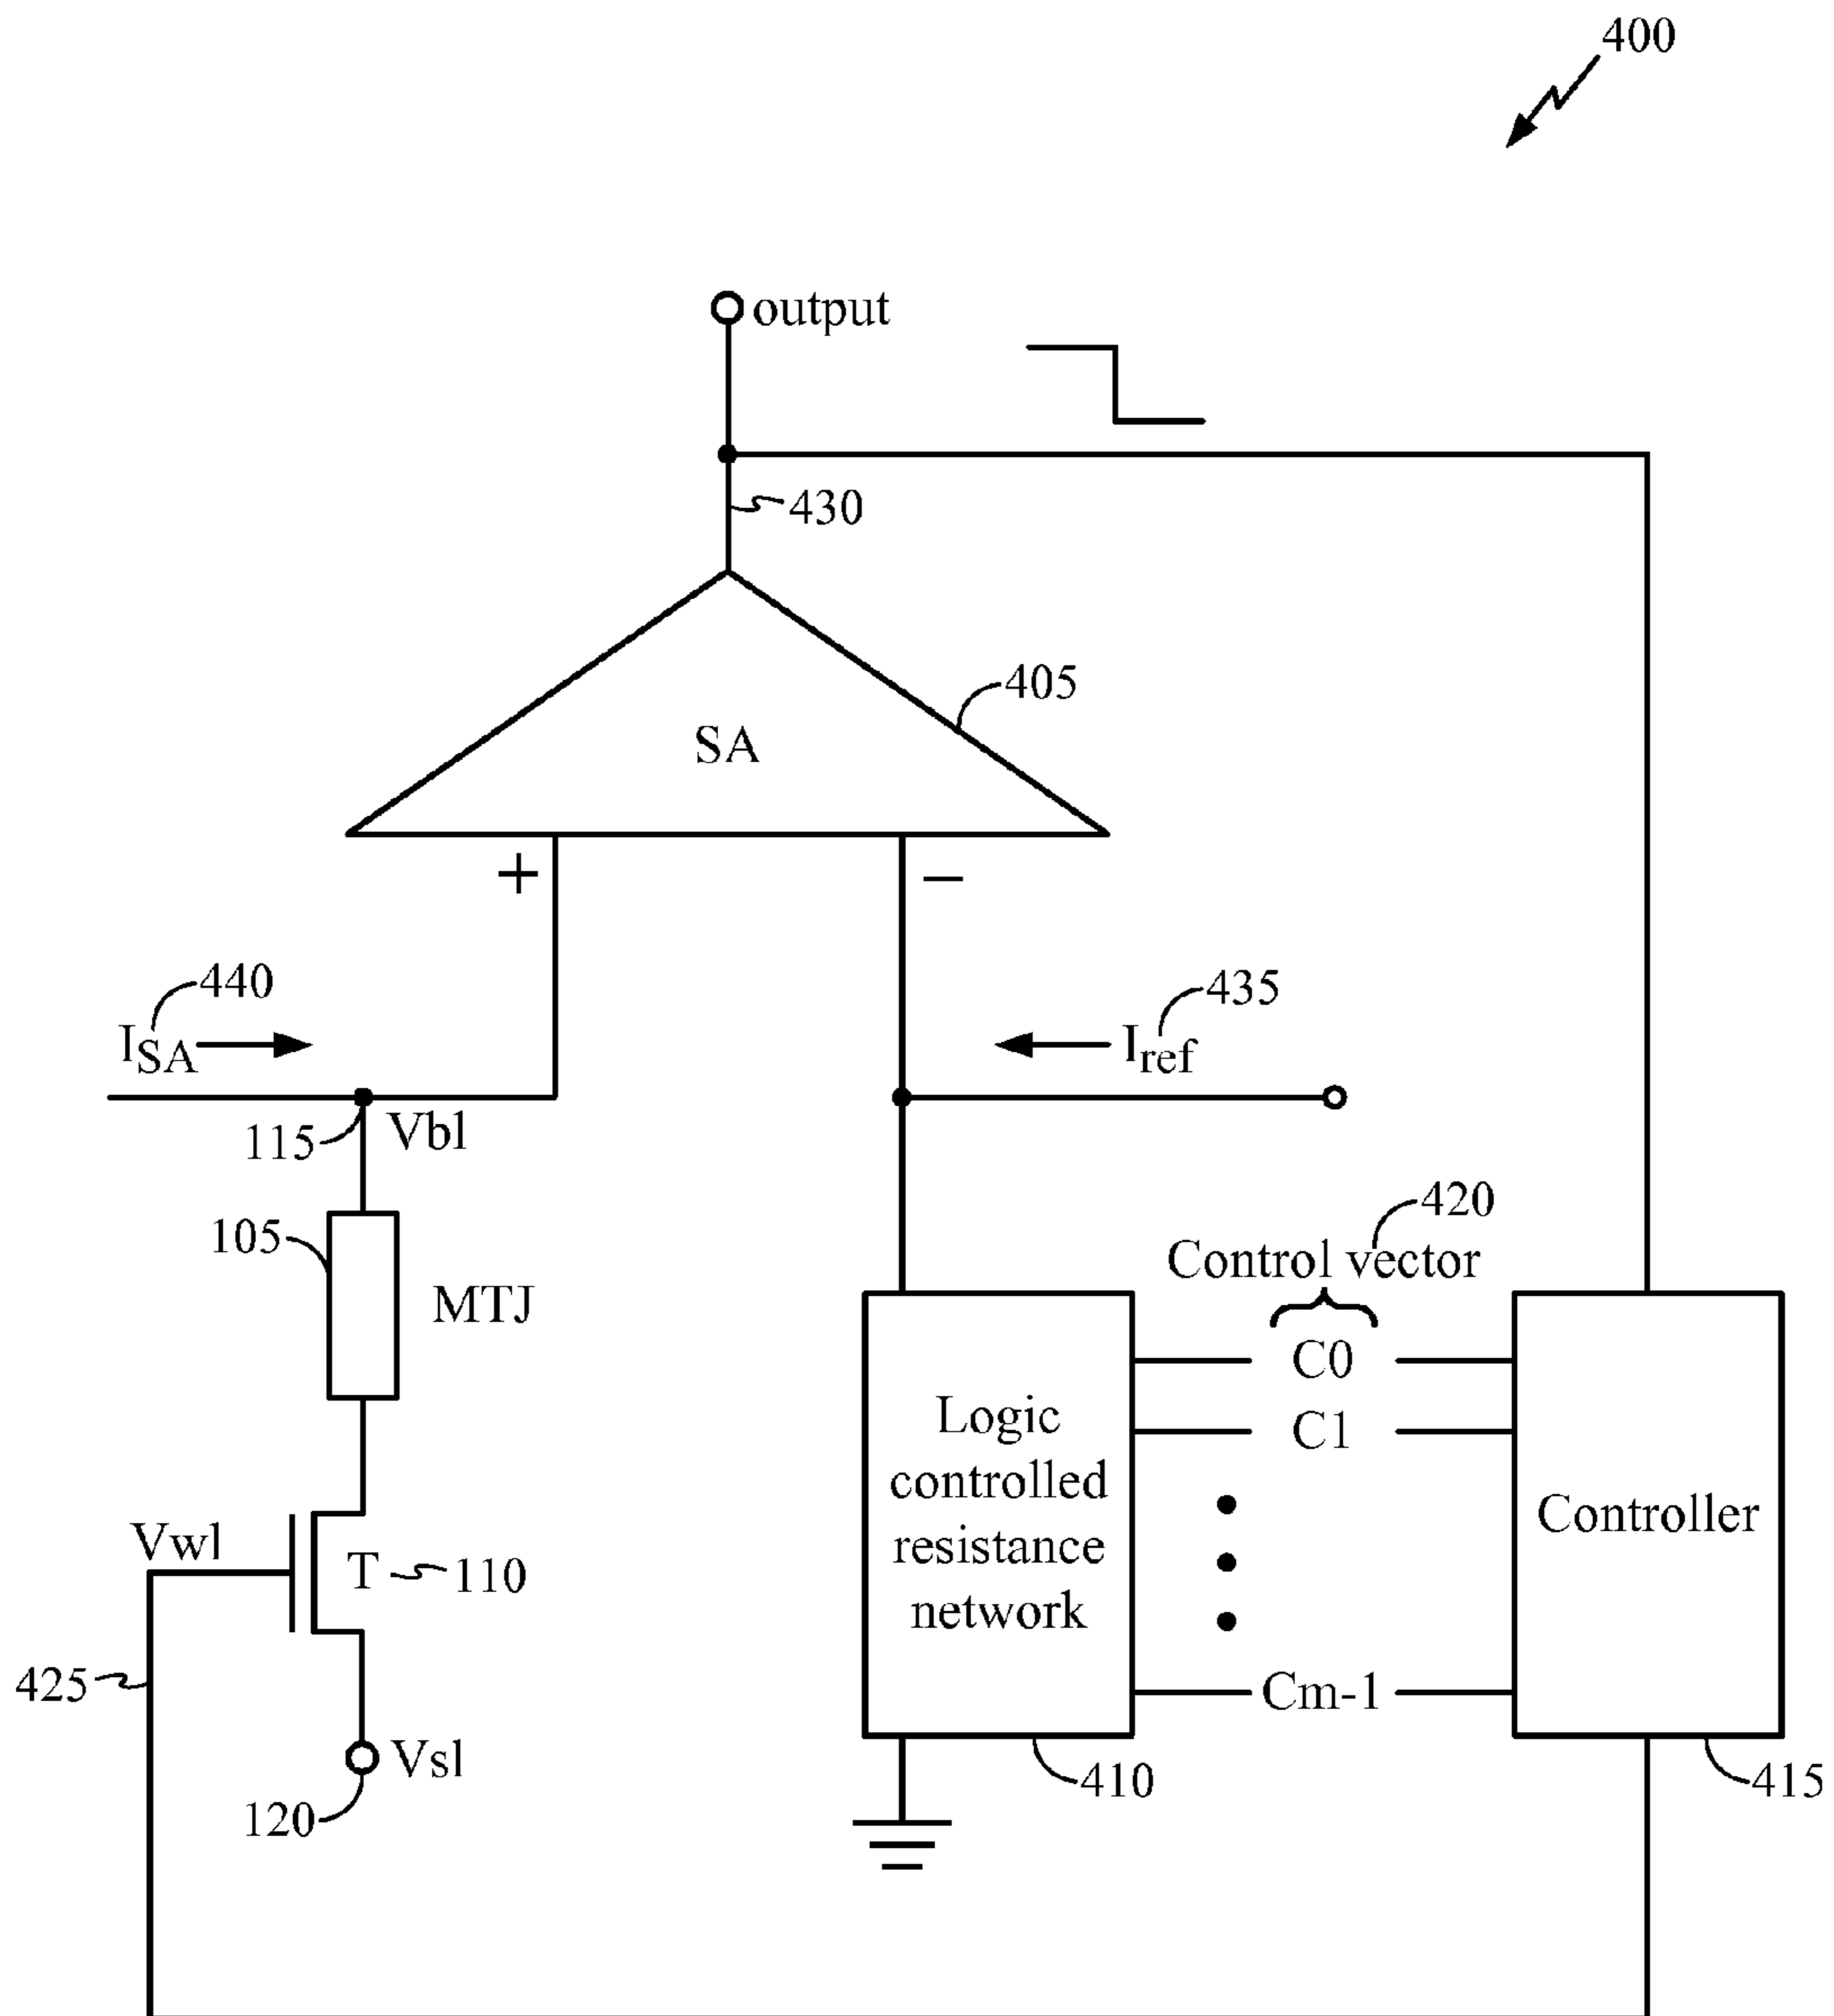 400
output
430
405
SA
+
−
440
I_SA
435
I_ref
115
Vbl
420
Control vector
105
MTJ
C0
C1
Cm-1
Logic
controlled
resistance
network
Controller
Vwl
T
110
425
Vsl
120
410
415